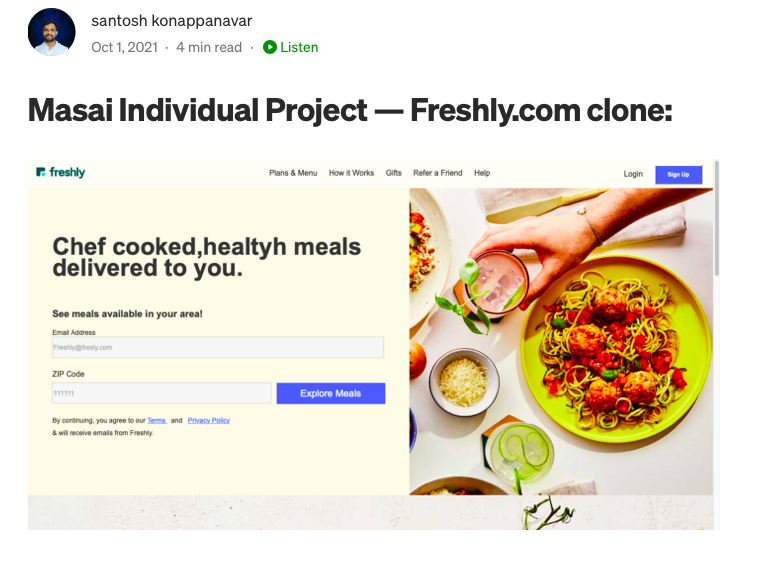 santosh konappanavar
Oct 1, 2021 · 4 min read · Listen
Masai Individual Project — Freshly.com clone:
freshly
Plans & Menu How it Works Gifts Refer a Friend Help
Login Sign Up
Chef cooked,healtyh meals
delivered to you.
See meals available in your area!
Email Address
Freshly@fresly.com
ZIP Code
111111
Explore Meals
By continuing, you agree to our Terms and Privacy Policy
& will receive emails from Freshly.